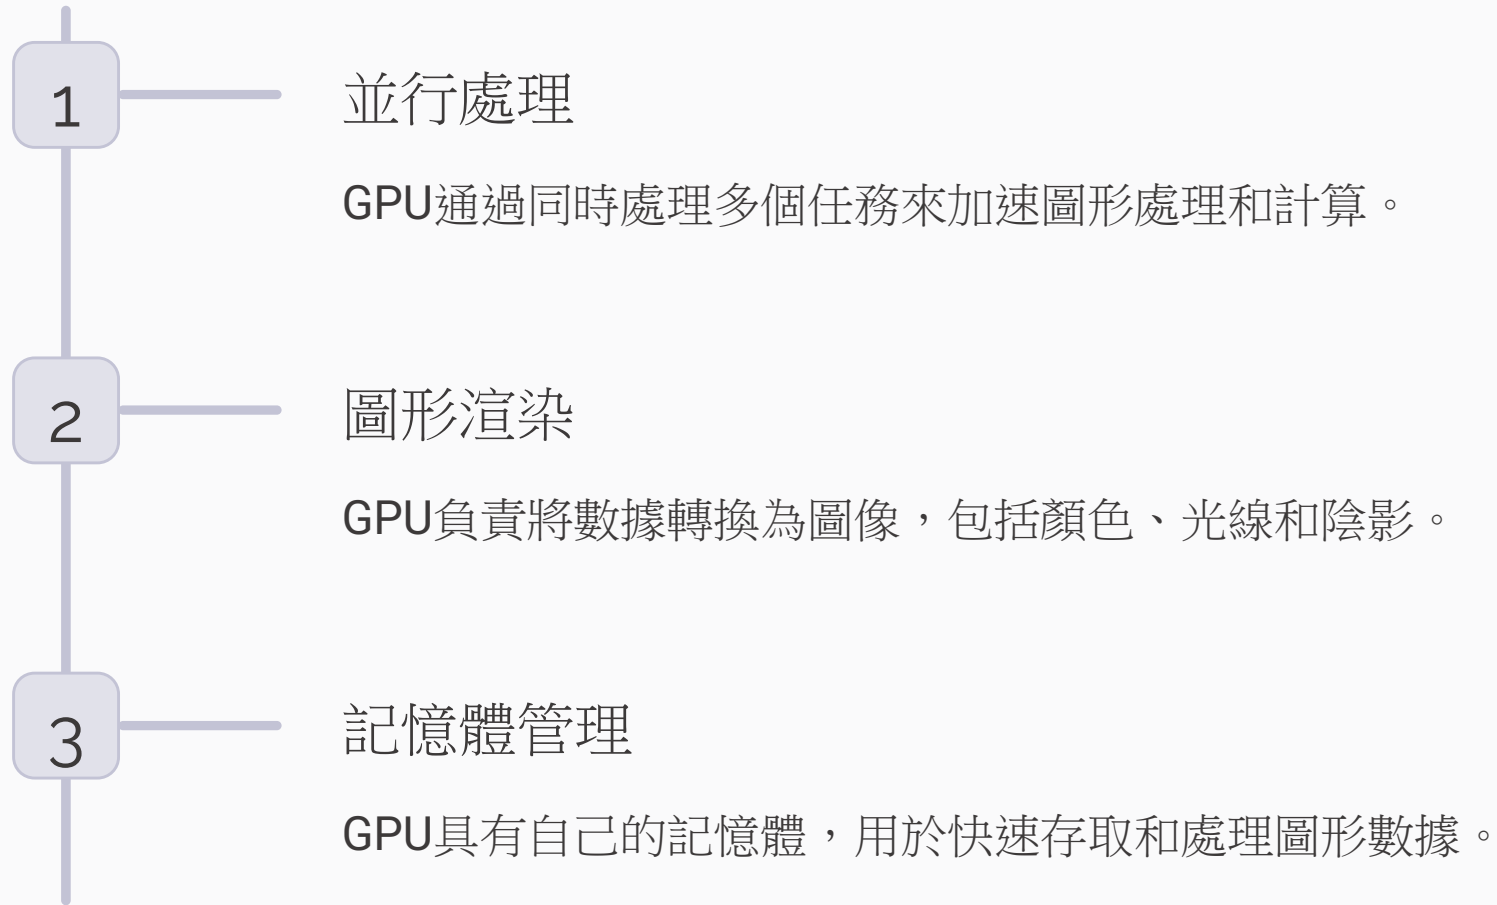 1
並行處理
GPU通過同時處理多個任務來加速圖形處理和計算。
2
圖形渲染
GPU負責將數據轉換為圖像，包括顏色、光線和陰影。
3
記憶體管理
GPU具有自己的記憶體，用於快速存取和處理圖形數據。